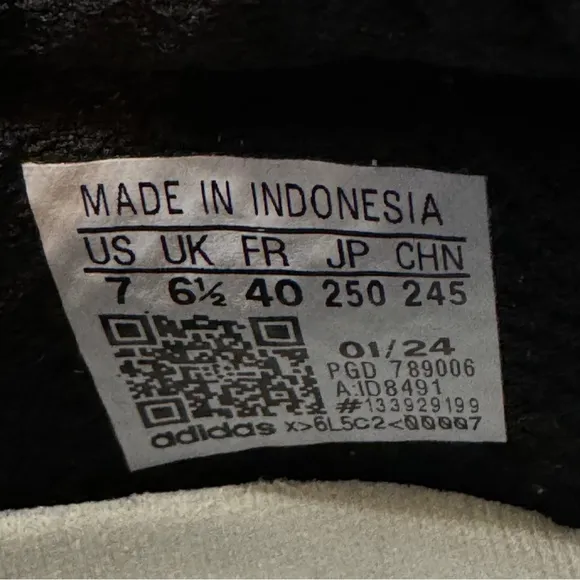 MADE IN INDONESIA
US UK FR JP CHN
7 6½ 40 250 245
01/24
PGD 789006
A:ID8491
#133929199
adidas X>6L5C2<00007